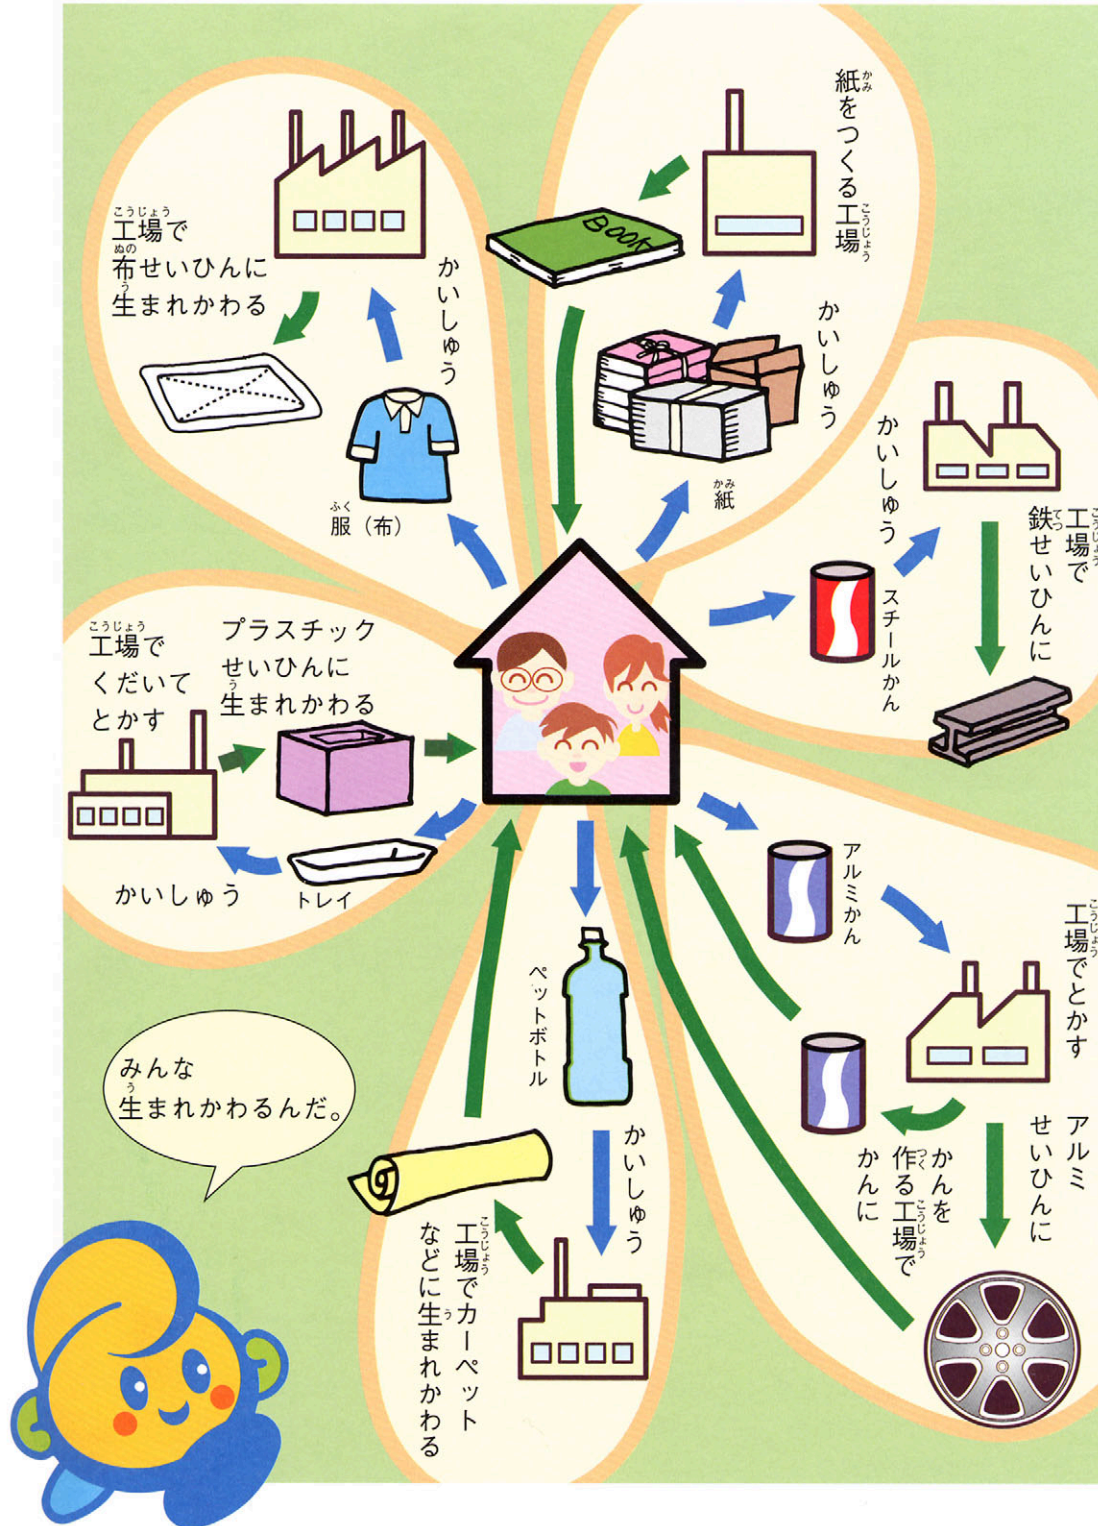 紙をつくる工場
BOOK
かいしゅう
紙
工場で
布せいひんに
生まれかわる
かいしゅう
服（布）
かいしゅう
スチールかん
工場で
鉄せいひんに
工場で
くだいて
とかす
プラスチック
せいひんに
生まれかわる
かいしゅう
トレイ
アルミかん
工場でとかす
アルミ
せいひんに
かんを
作る工場で
かんに
ペットボトル
かいしゅう
工場でカーペット
などに生まれかわる
みんな
生まれかわるんだ。